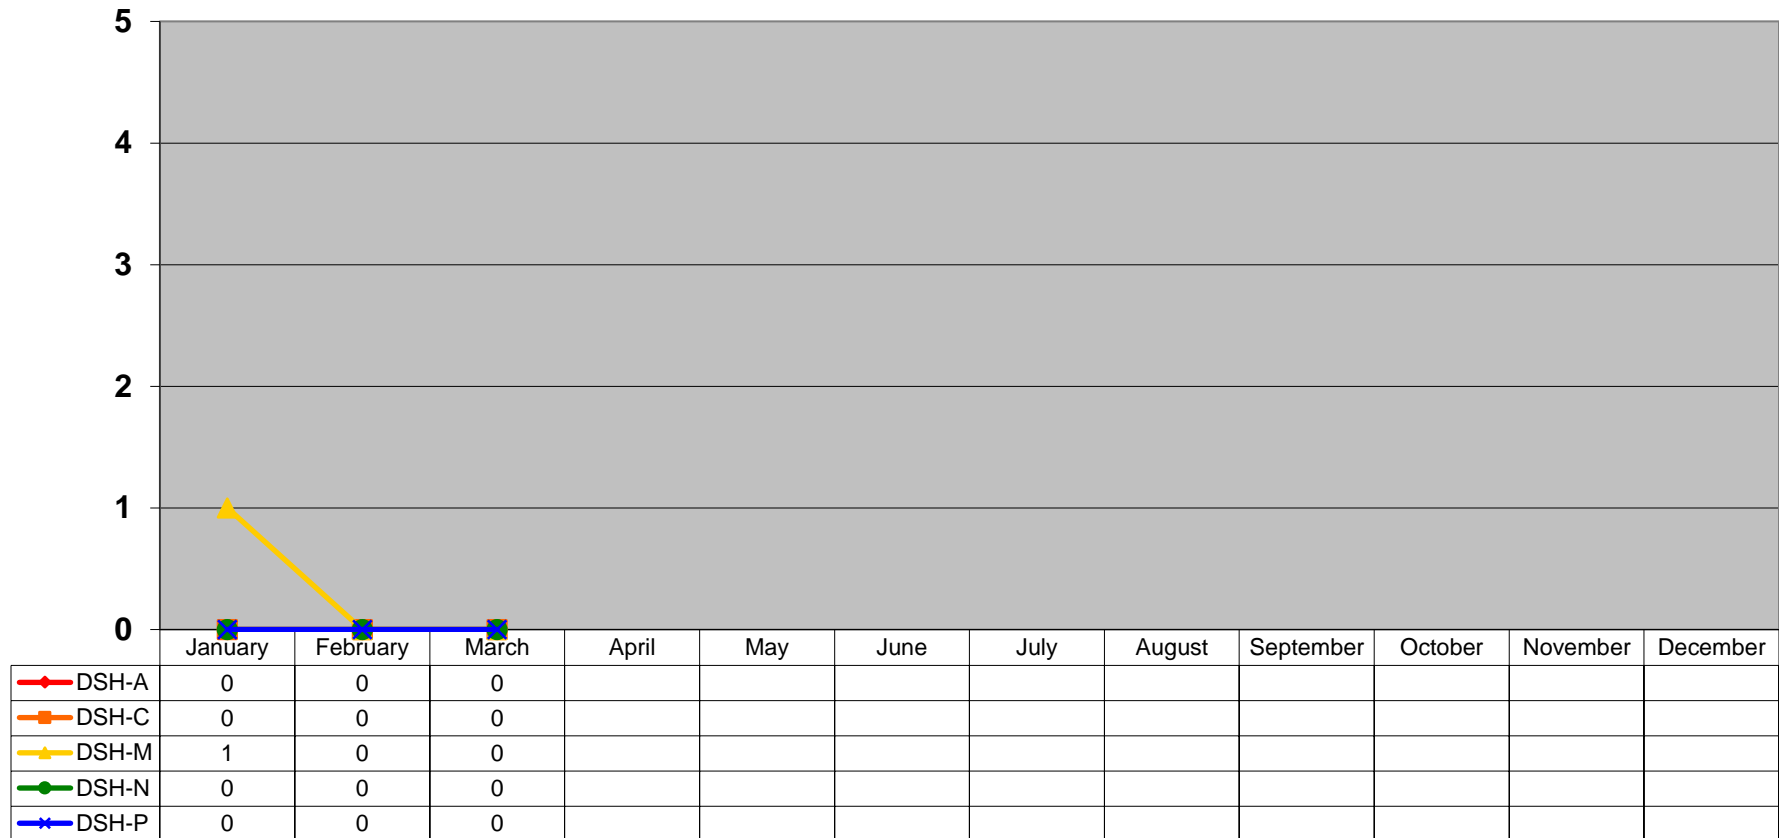 5
4
3
2
1
0
January February March April May June July August September October November December
DSH-A 0 0 0
DSH-C 0 0 0
DSH-M 1 0 0
DSH-N 0 0 0
DSH-P 0 0 0